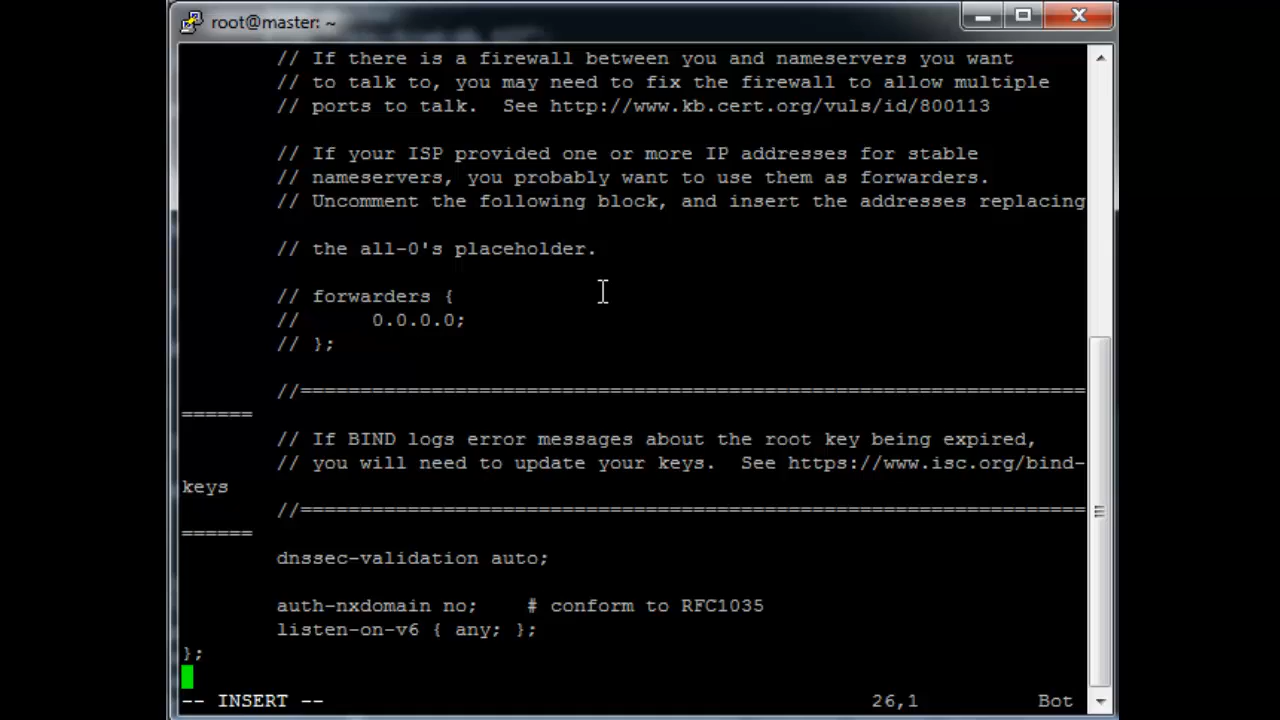 root@master: ~
// If there is a firewall between you and nameservers you want
// to talk to, you may need to fix the firewall to allow multiple
// ports to talk.  See http://www.kb.cert.org/vuls/id/800113
// If your ISP provided one or more IP addresses for stable
// nameservers, you probably want to use them as forwarders.
// Uncomment the following block, and insert the addresses replacing
// the all-0's placeholder.
// forwarders {
//      0.0.0.0;
// };
//==================================================================
======
// If BIND logs error messages about the root key being expired,
// you will need to update your keys.  See https://www.isc.org/bind-
keys
//==================================================================
======
dnssec-validation auto;
auth-nxdomain no;    # conform to RFC1035
listen-on-v6 { any; };
};
-- INSERT --                                              26,1          Bot